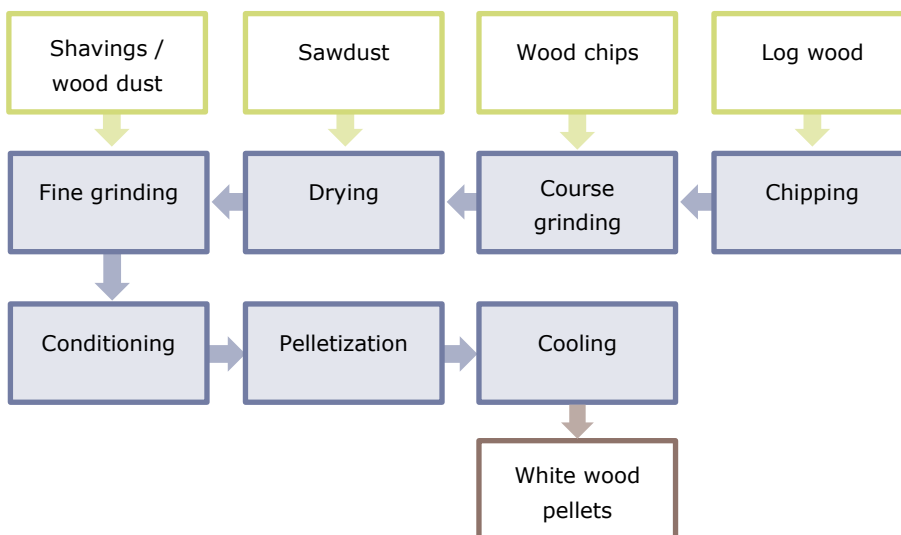 Shavings /
wood dust
Sawdust
Wood chips
Log wood
Fine grinding
Drying
Course
grinding
Chipping
Conditioning
Pelletization
Cooling
White wood
pellets